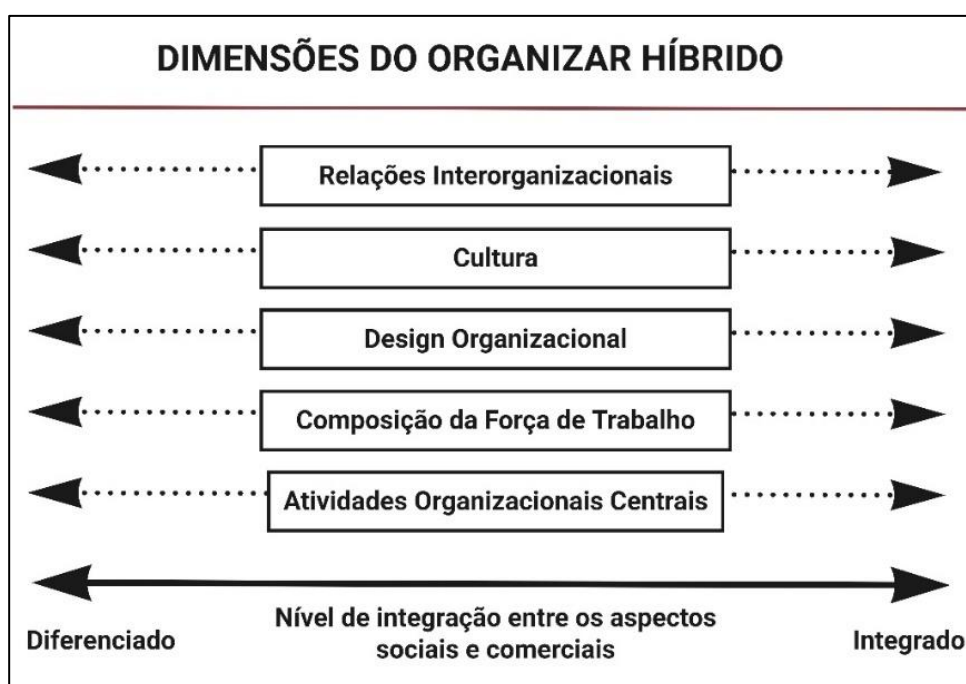 DIMENSÕES DO ORGANIZAR HÍBRIDO
Relações Interorganizacionais
Cultura
Design Organizacional
Composição da Força de Trabalho
Atividades Organizacionais Centrais
Nível de integração entre os aspectos
sociais e comerciais
Diferenciado
Integrado